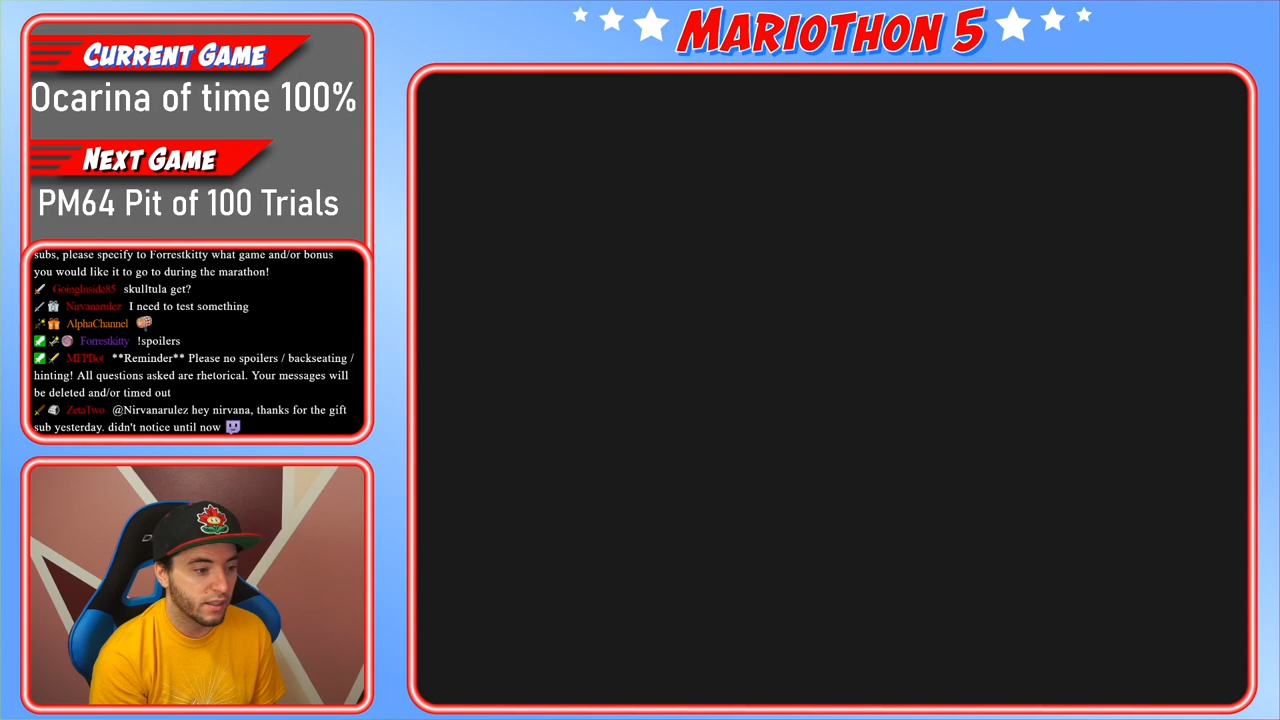 MARIOTHON 5
CURRENT GAME
Ocarina of time 100%
NEXT GAME
PM64 Pit of 100 Trials
subs, please specify to Forrestkitty what game and/or bonus
you would like it to go to during the marathon!
GoingInside85 skulltula get?
Nirvanarulez I need to test something
AlphaChannel
Forrestkitty !spoilers
MFPBot **Reminder** Please no spoilers / backseating /
hinting! All questions asked are rhetorical. Your messages will
be deleted and/or timed out
ZetaTwo @Nirvanarulez hey nirvana, thanks for the gift
sub yesterday. didn't notice until now